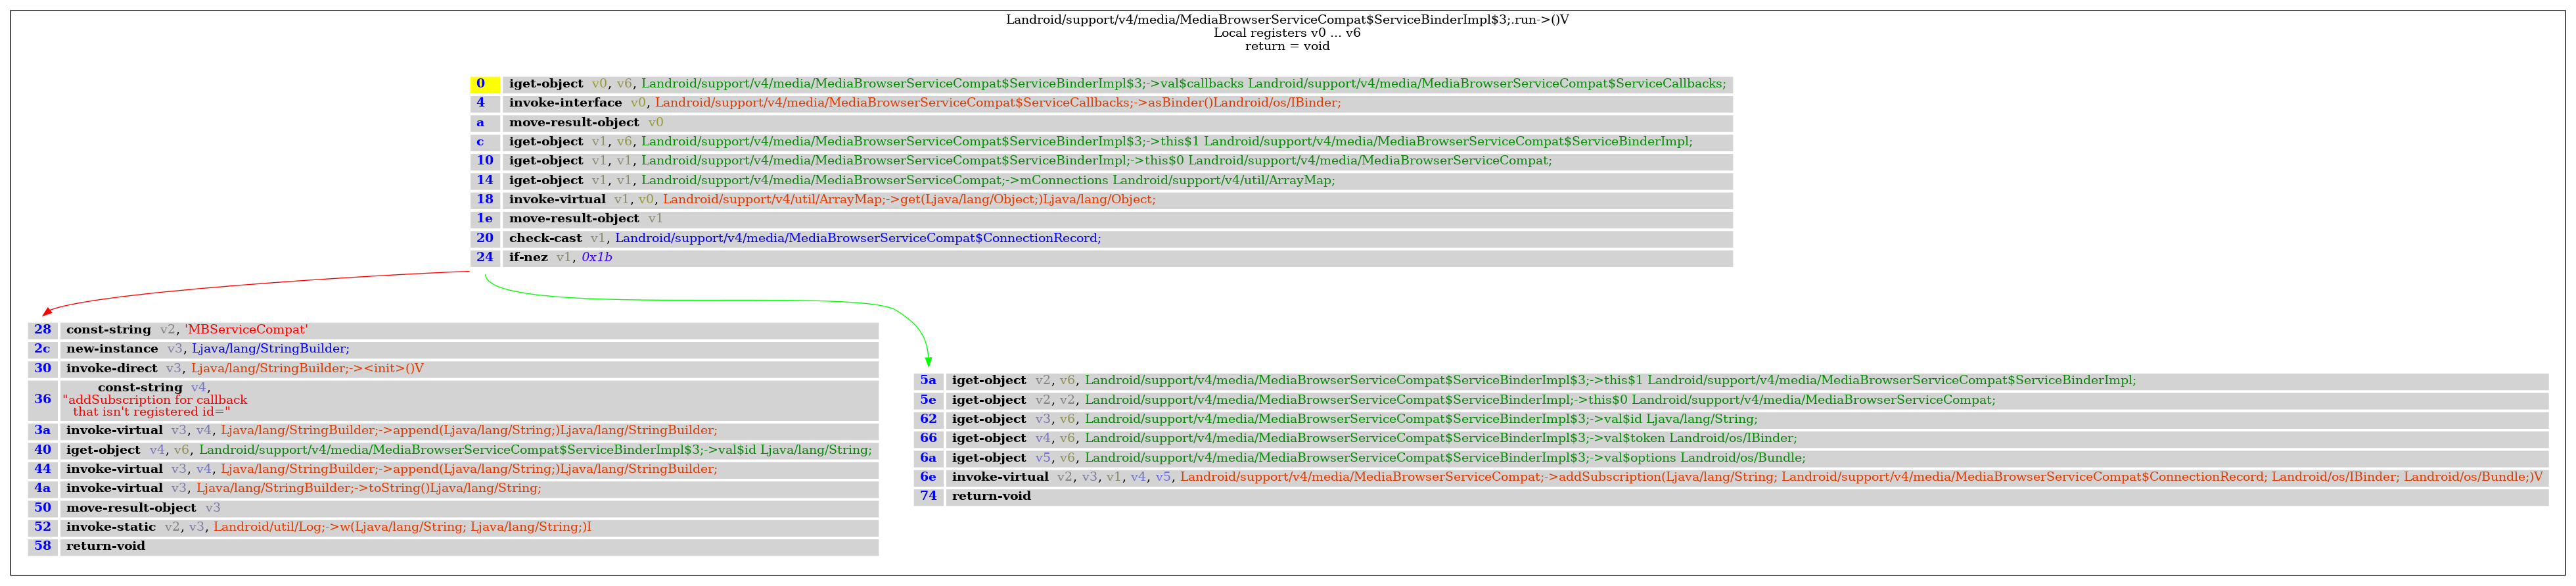 Landroid/support/v4/media/MediaBrowserServiceCompat$ServiceBinderImpl$3;.run->()V
Local registers v0 ... v6
return = void
0 iget-object v0, v6, Landroid/support/v4/media/MediaBrowserServiceCompat$ServiceBinderImpl$3;->val$callbacks Landroid/support/v4/media/MediaBrowserServiceCompat$ServiceCallbacks;
4 invoke-interface v0, Landroid/support/v4/media/MediaBrowserServiceCompat$ServiceCallbacks;->asBinder()Landroid/os/IBinder;
a move-result-object v0
c iget-object v1, v6, Landroid/support/v4/media/MediaBrowserServiceCompat$ServiceBinderImpl$3;->this$1 Landroid/support/v4/media/MediaBrowserServiceCompat$ServiceBinderImpl;
10 iget-object v1, v1, Landroid/support/v4/media/MediaBrowserServiceCompat$ServiceBinderImpl;->this$0 Landroid/support/v4/media/MediaBrowserServiceCompat;
14 iget-object v1, v1, Landroid/support/v4/media/MediaBrowserServiceCompat;->mConnections Landroid/support/v4/util/ArrayMap;
18 invoke-virtual v1, v0, Landroid/support/v4/util/ArrayMap;->get(Ljava/lang/Object;)Ljava/lang/Object;
1e move-result-object v1
20 check-cast v1, Landroid/support/v4/media/MediaBrowserServiceCompat$ConnectionRecord;
24 if-nez v1, 0x1b
28 const-string v2, 'MBServiceCompat'
2c new-instance v3, Ljava/lang/StringBuilder;
30 invoke-direct v3, Ljava/lang/StringBuilder;-><init>()V
36 const-string v4,
"addSubscription for callback
that isn't registered id="
3a invoke-virtual v3, v4, Ljava/lang/StringBuilder;->append(Ljava/lang/String;)Ljava/lang/StringBuilder;
40 iget-object v4, v6, Landroid/support/v4/media/MediaBrowserServiceCompat$ServiceBinderImpl$3;->val$id Ljava/lang/String;
44 invoke-virtual v3, v4, Ljava/lang/StringBuilder;->append(Ljava/lang/String;)Ljava/lang/StringBuilder;
4a invoke-virtual v3, Ljava/lang/StringBuilder;->toString()Ljava/lang/String;
50 move-result-object v3
52 invoke-static v2, v3, Landroid/util/Log;->w(Ljava/lang/String; Ljava/lang/String;)I
58 return-void
5a iget-object v2, v6, Landroid/support/v4/media/MediaBrowserServiceCompat$ServiceBinderImpl$3;->this$1 Landroid/support/v4/media/MediaBrowserServiceCompat$ServiceBinderImpl;
5e iget-object v2, v2, Landroid/support/v4/media/MediaBrowserServiceCompat$ServiceBinderImpl;->this$0 Landroid/support/v4/media/MediaBrowserServiceCompat;
62 iget-object v3, v6, Landroid/support/v4/media/MediaBrowserServiceCompat$ServiceBinderImpl$3;->val$id Ljava/lang/String;
66 iget-object v4, v6, Landroid/support/v4/media/MediaBrowserServiceCompat$ServiceBinderImpl$3;->val$token Landroid/os/IBinder;
6a iget-object v5, v6, Landroid/support/v4/media/MediaBrowserServiceCompat$ServiceBinderImpl$3;->val$options Landroid/os/Bundle;
6e invoke-virtual v2, v3, v1, v4, v5, Landroid/support/v4/media/MediaBrowserServiceCompat;->addSubscription(Ljava/lang/String; Landroid/support/v4/media/MediaBrowserServiceCompat$ConnectionRecord; Landroid/os/IBinder; Landroid/os/Bundle;)V
74 return-void